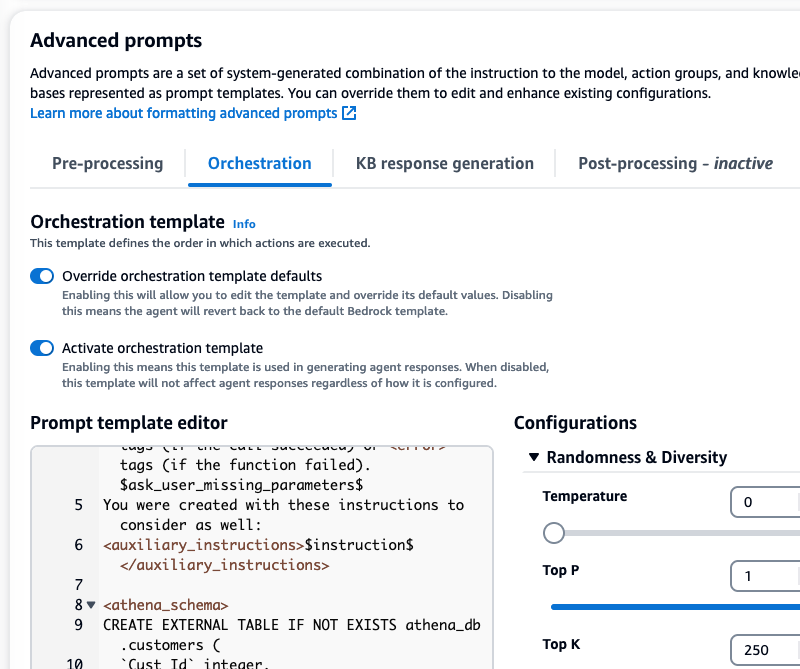 Advanced prompts
Advanced prompts are a set of system-generated combination of the instruction to the model, action groups, and
bases represented as prompt templates. You can override them to edit and enhance existing configurations.
Learn more about formatting advanced prompts
Pre-processing
Orchestration
KB response generation
Post-processing – inactive
Orchestration template Info
This template defines the order in which actions are executed.
Override orchestration template defaults
Enabling this will allow you to edit the template and override its default values. Disabling
this means the agent will revert back to the default Bedrock template.
Activate orchestration template
Enabling this means this template is used in generating agent responses. When disabled,
this template will not affect agent responses regardless of how it is configured.
Prompt template editor
tags (if the call succeeded) or <error>
tags (if the function failed).
$ask_user_missing_parameters$
5 You were created with these instructions to
consider as well:
6 <auxiliary_instructions>$instruction$
</auxiliary_instructions>
7
8 <athena_schema>
9 CREATE EXTERNAL TABLE IF NOT EXISTS athena_db
.customers (
10 `Cust_Id` integer,
Configurations
Randomness & Diversity
Temperature
0
Top P
1
Top K
250